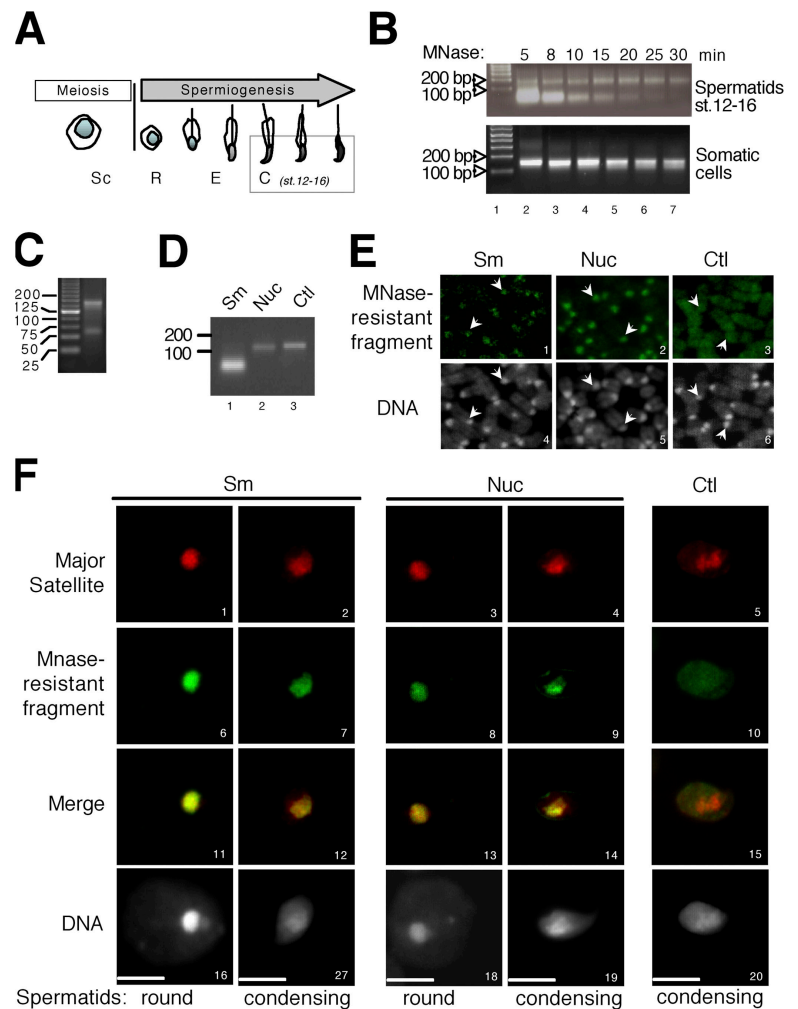 A
Meiosis
Spermiogenesis
Sc
R
E
C (st.12-16)
B
MNase: 5 8 10 15 20 25 30 min
200 bp
100 bp
Spermatids
st.12-16
200 bp
100 bp
Somatic
cells
1 2 3 4 5 6 7
C
200
125
100
75
50
25
D
Sm Nuc Ctl
200
100
1 2 3
E
Sm Nuc Ctl
MNase-
resistant
fragment
1 2 3
DNA
4 5 6
F
Sm Nuc Ctl
Major
Satellite
1 2 3 4 5
Mnase-
resistant
fragment
6 7 8 9 10
Merge
11 12 13 14 15
DNA
16 27 18 19 20
Spermatids: round condensing round condensing condensing